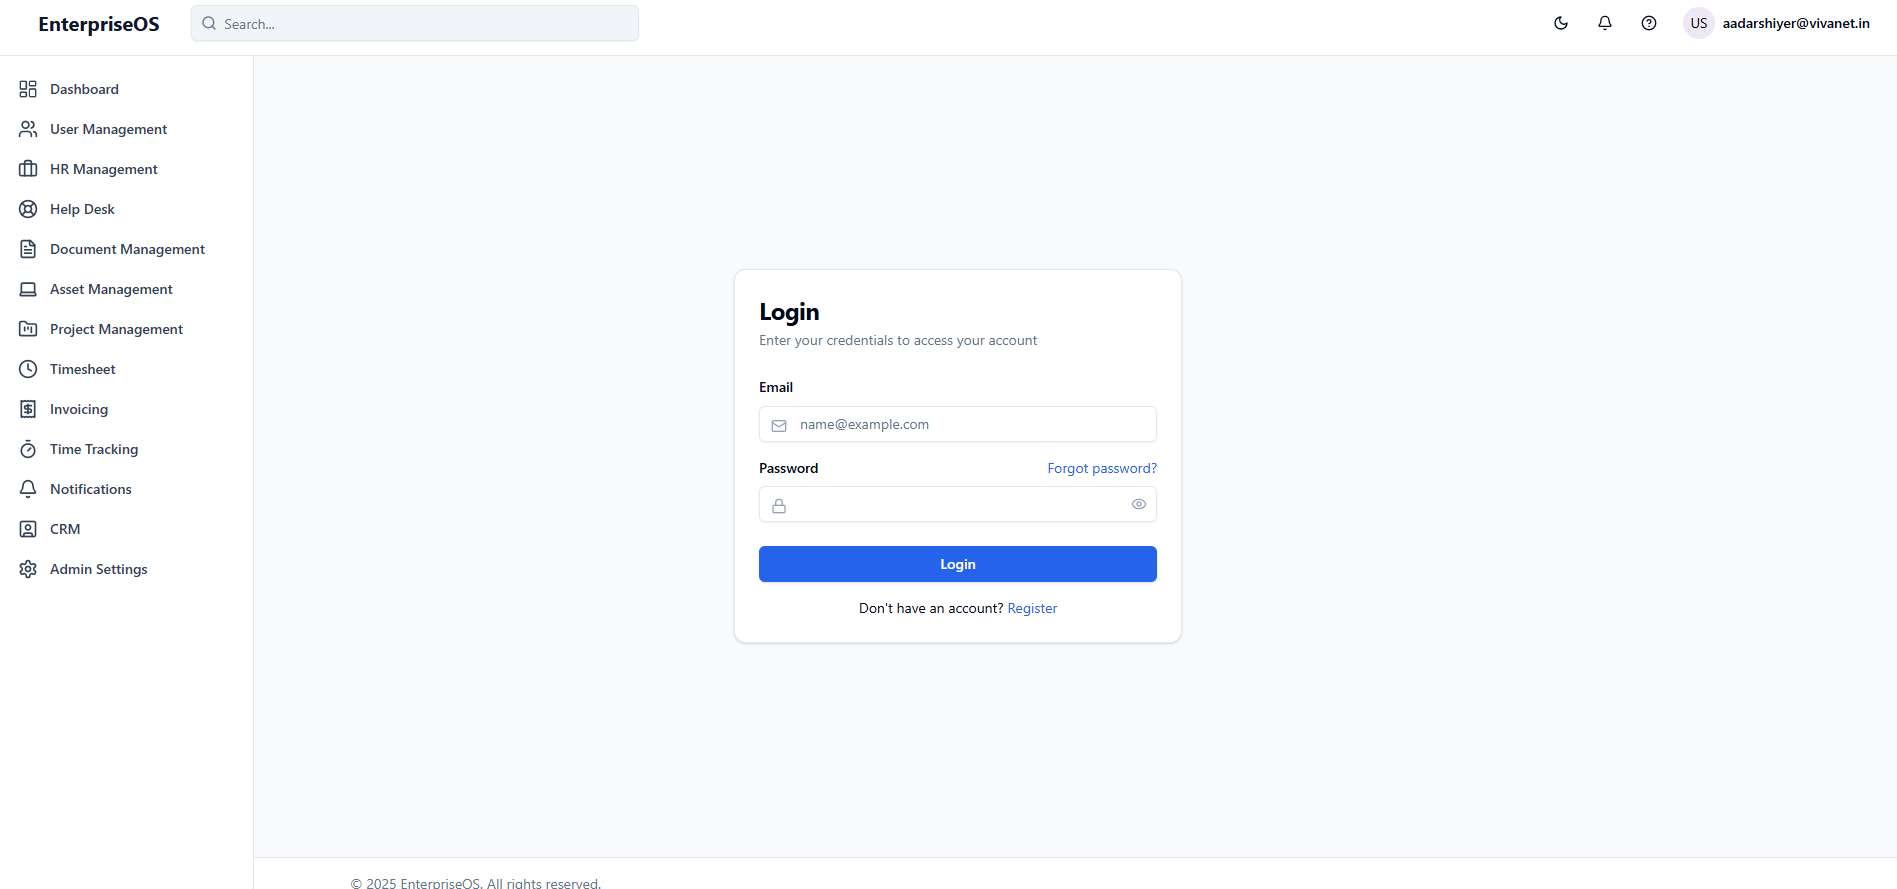 EnterpriseOS
Search...
US
aadarshiyer@vivanet.in
Dashboard
User Management
HR Management
Help Desk
Document Management
Asset Management
Project Management
Timesheet
Invoicing
Time Tracking
Notifications
CRM
Admin Settings
Login
Enter your credentials to access your account
Email
name@example.com
Password
Forgot password?
Login
Don't have an account? Register
© 2025 EnterpriseOS. All rights reserved.